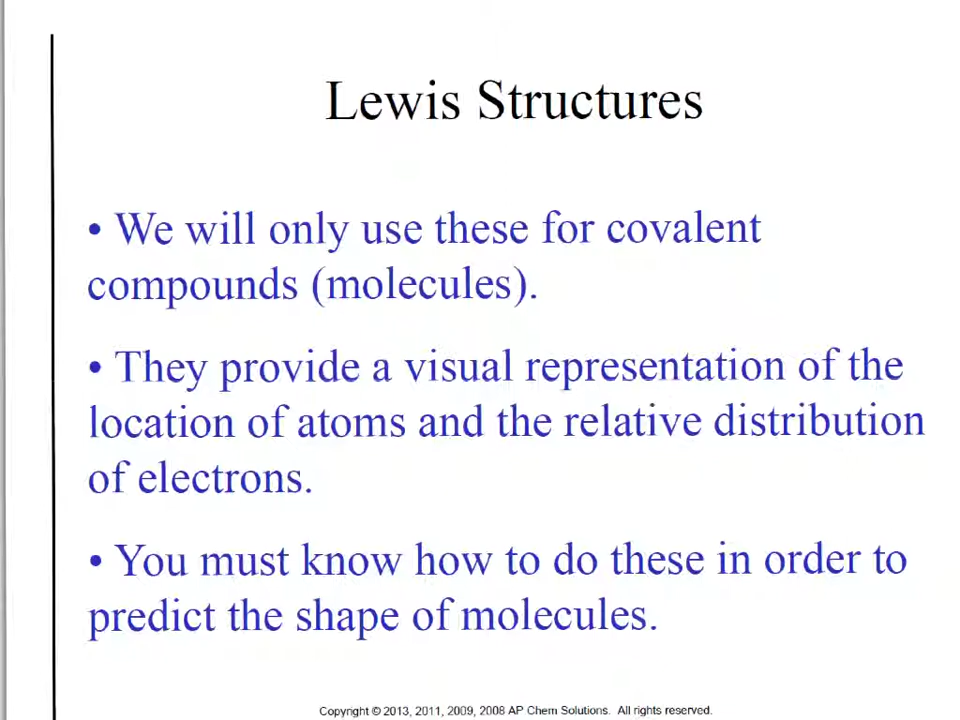 Lewis Structures
• We will only use these for covalent
compounds (molecules).
• They provide a visual representation of the
location of atoms and the relative distribution
of electrons.
• You must know how to do these in order to
predict the shape of molecules.
Copyright © 2013, 2011, 2009, 2008 AP Chem Solutions. All rights reserved.